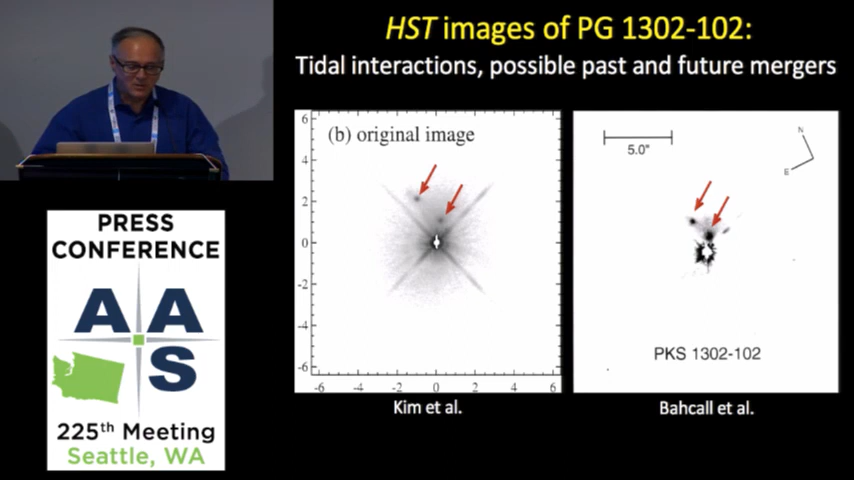 HST images of PG 1302-102:
Tidal interactions, possible past and future mergers
(b) original image
6
4
2
0
-2
-4
-6
-6 -4 -2 0 2 4 6
Kim et al.
5.0"
N
E
PKS 1302-102
Bahcall et al.
PRESS
CONFERENCE
A A
S
225th Meeting
Seattle, WA